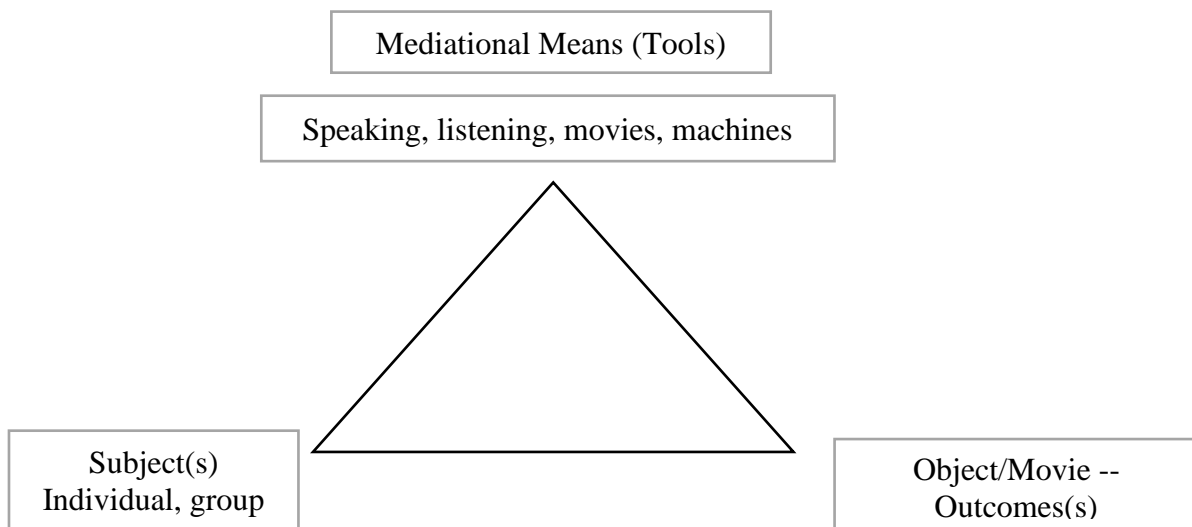 Mediational Means (Tools)
Speaking, listening, movies, machines
Subject(s)
Individual, group
Object/Movie --
Outcomes(s)